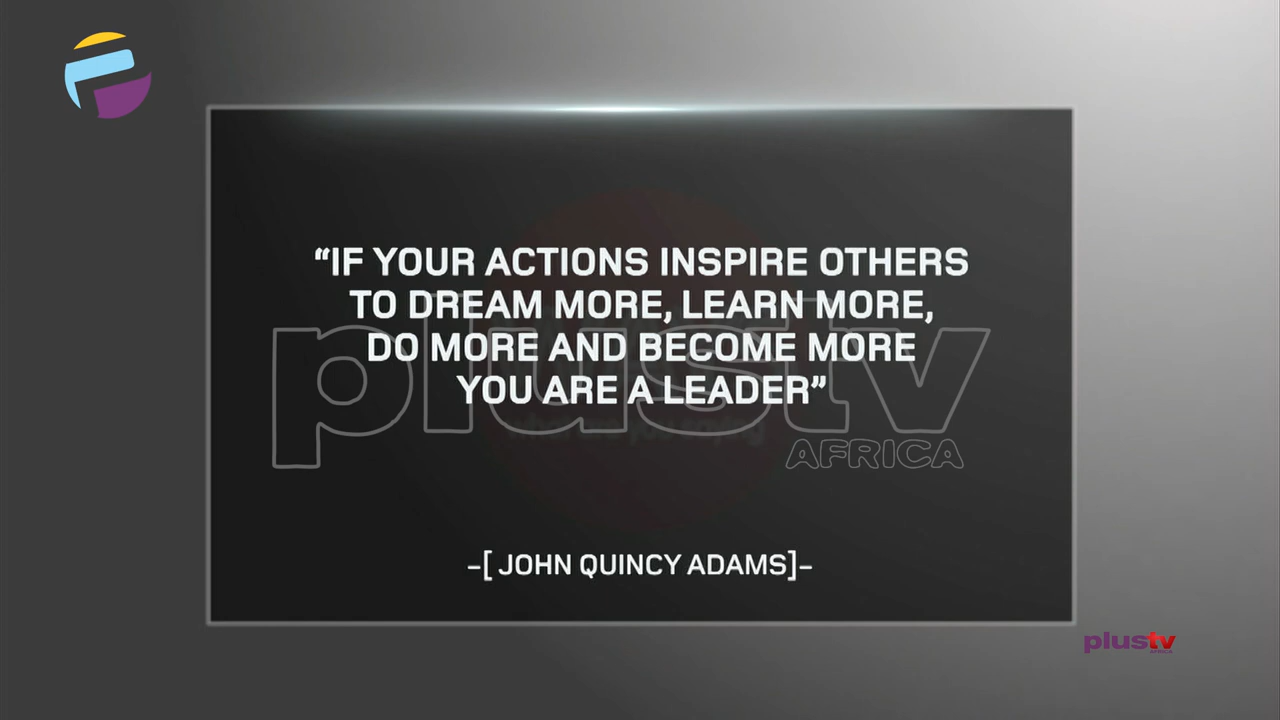 “IF YOUR ACTIONS INSPIRE OTHERS
TO DREAM MORE, LEARN MORE,
DO MORE AND BECOME MORE
YOU ARE A LEADER”
plustv
AFRICA
–[ JOHN QUINCY ADAMS]–
plustv
AFRICA